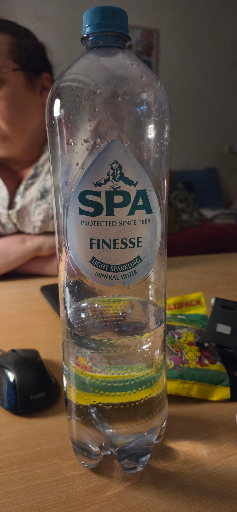 SPA
PROTECTED SINCE 1889
FINESSE
LIGHT SPARKLING
MINERAL WATER